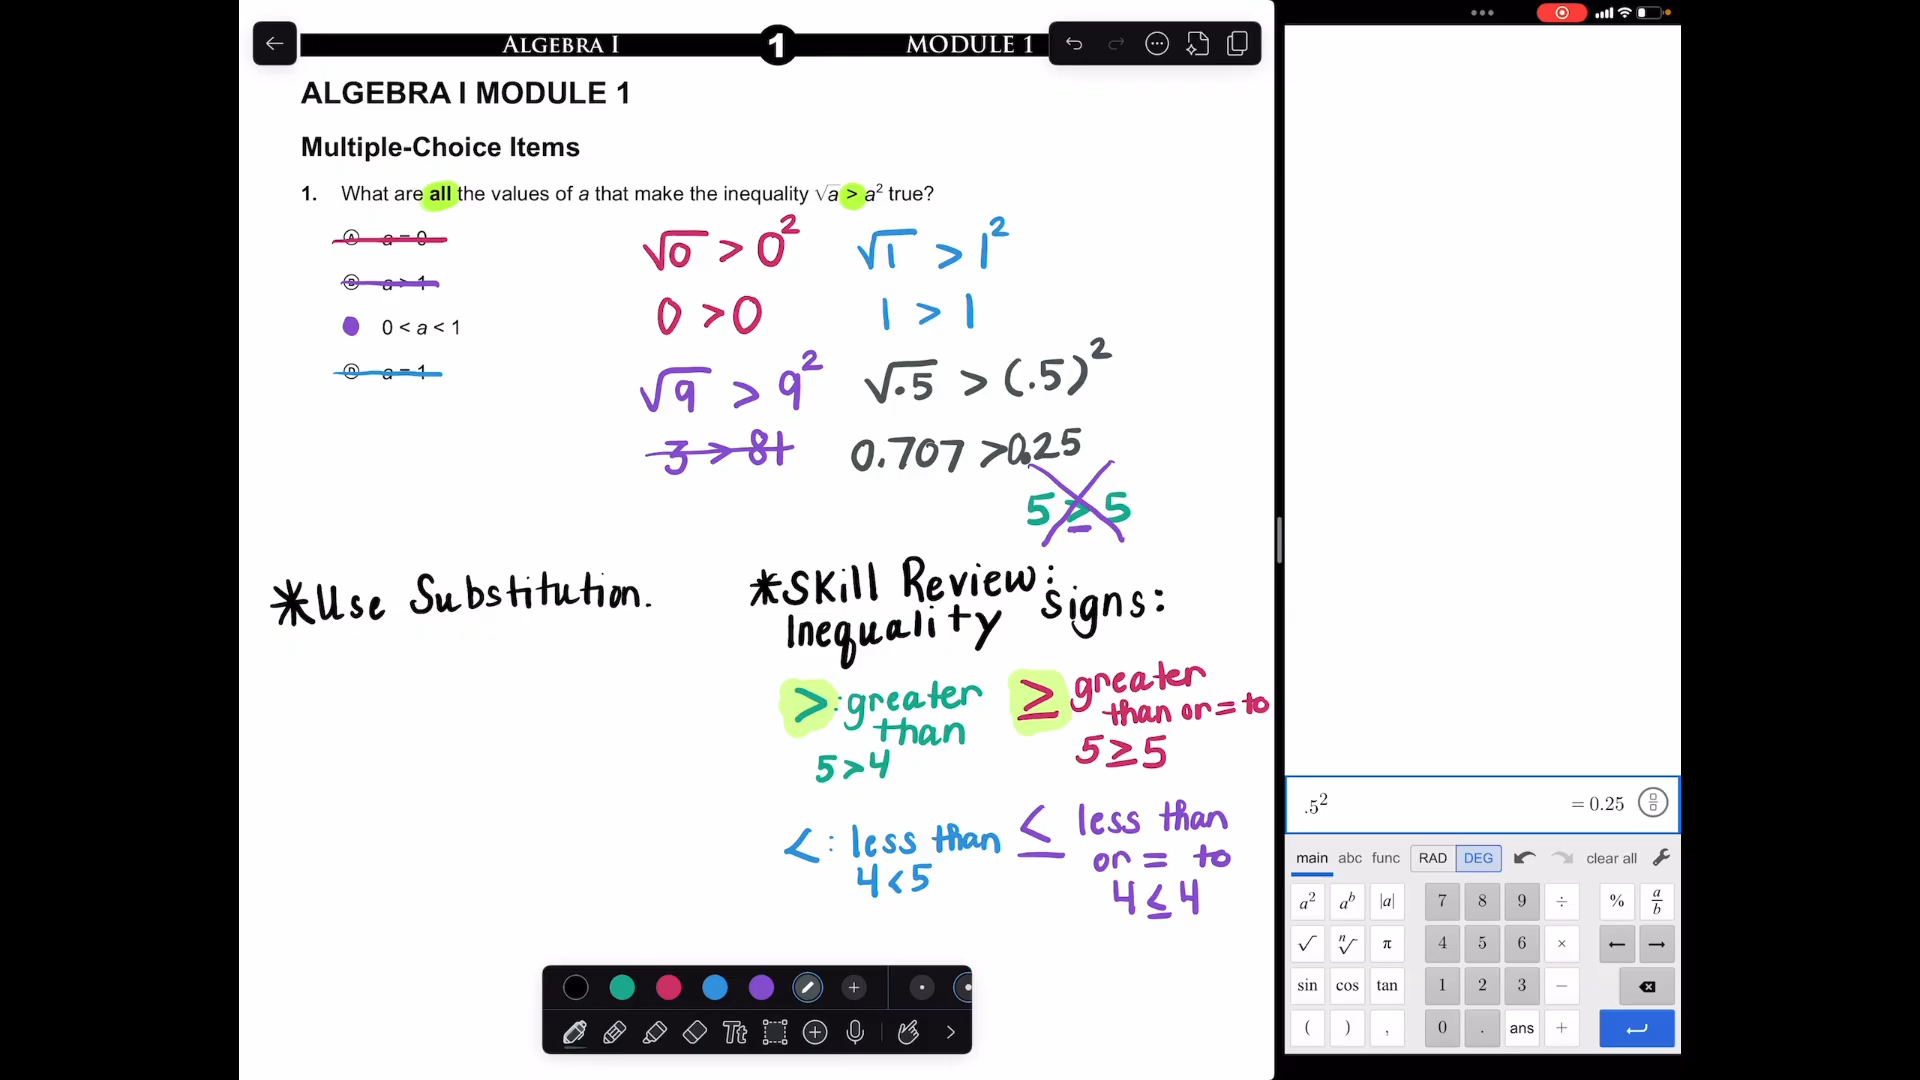 ALGEBRA I 1 MODULE 1
ALGEBRA I MODULE 1
Multiple-Choice Items
1. What are all the values of a that make the inequality √a > a² true?
Ⓐ a = 0
Ⓑ a > 1
0 < a < 1
Ⓓ a = 1
√0 > 0²
0 > 0
√1 > 1²
1 > 1
√9 > 9²
3 > 81
√.5 > (.5)²
0.707 > 0.25
5 ≥ 5
*Use Substitution.
*Skill Review:
Inequality signs:
>: greater
than
5>4
≥ greater
than or = to
5≥5
<: less than
4<5
≤ less than
or = to
4≤4
Tt
.5² = 0.25
main abc func RAD DEG clear all
a² aᵇ |a| 7 8 9 ÷ % a/b
√ ⁿ√ π 4 5 6 × ← →
sin cos tan 1 2 3 −
( ) , 0 . ans +